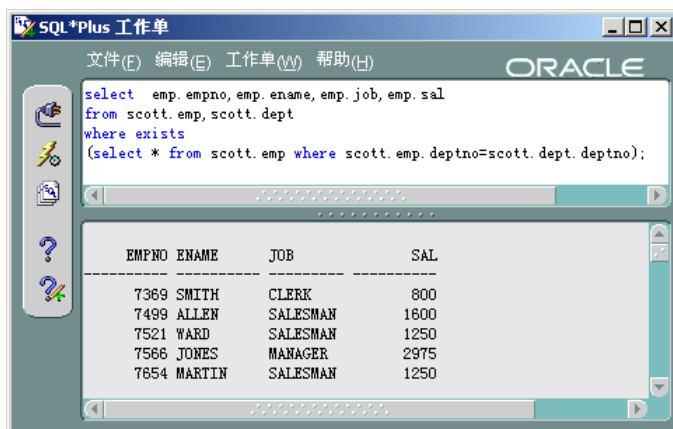 SQL*Plus 工作单
文件(F) 编辑(E) 工作单(W) 帮助(H)
ORACLE
select emp.empno,emp.ename,emp.job,emp.sal
from scott.emp,scott.dept
where exists
(select * from scott.emp where scott.emp.deptno=scott.dept.deptno);
EMPNO ENAME JOB SAL
---------- ---------- --------- ----------
7369 SMITH CLERK 800
7499 ALLEN SALESMAN 1600
7521 WARD SALESMAN 1250
7566 JONES MANAGER 2975
7654 MARTIN SALESMAN 1250